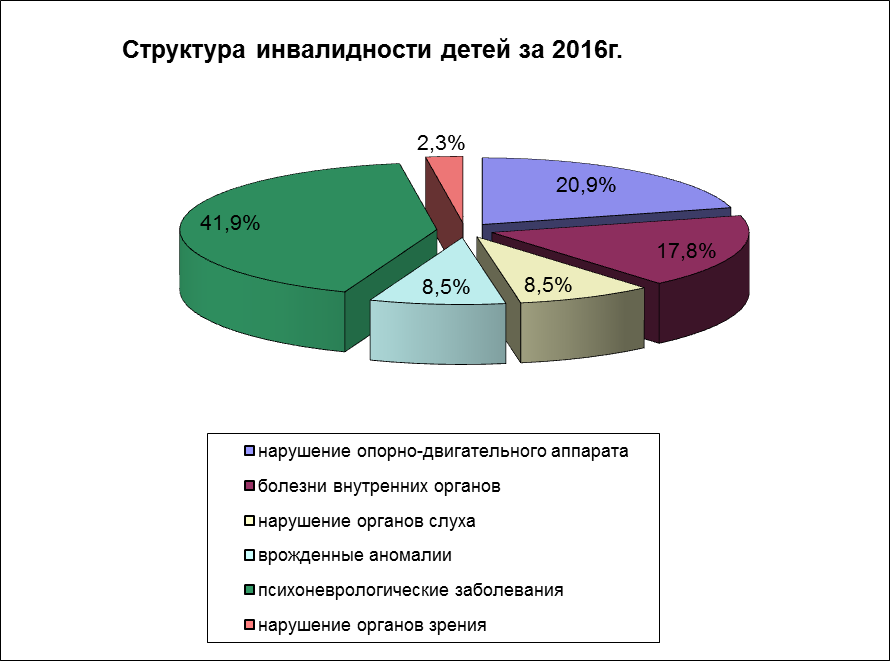 Структура инвалидности детей за 2016г.
2,3%
20,9%
41,9%
17,8%
8,5%
8,5%
нарушение опорно-двигательного аппарата
болезни внутренних органов
нарушение органов слуха
врожденные аномалии
психоневрологические заболевания
нарушение органов зрения